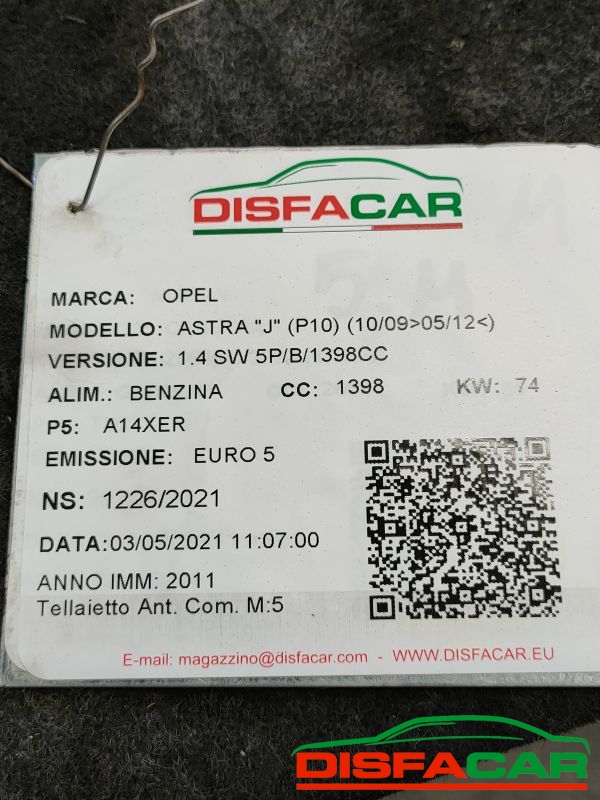 DISFACAR
MARCA: OPEL
MODELLO: ASTRA "J" (P10) (10/09>05/12<)
VERSIONE: 1.4 SW 5P/B/1398CC
ALIM.: BENZINA CC: 1398 KW: 74
P5: A14XER
EMISSIONE: EURO 5
NS: 1226/2021
DATA:03/05/2021 11:07:00
ANNO IMM: 2011
Tellaietto Ant. Com. M:5
E-mail: magazzino@disfacar.com - WWW.DISFACAR.EU
DISFACAR